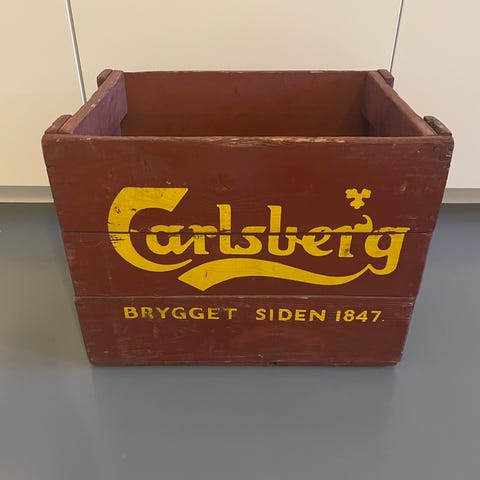 Carlsberg
BRYGGET SIDEN 1847.